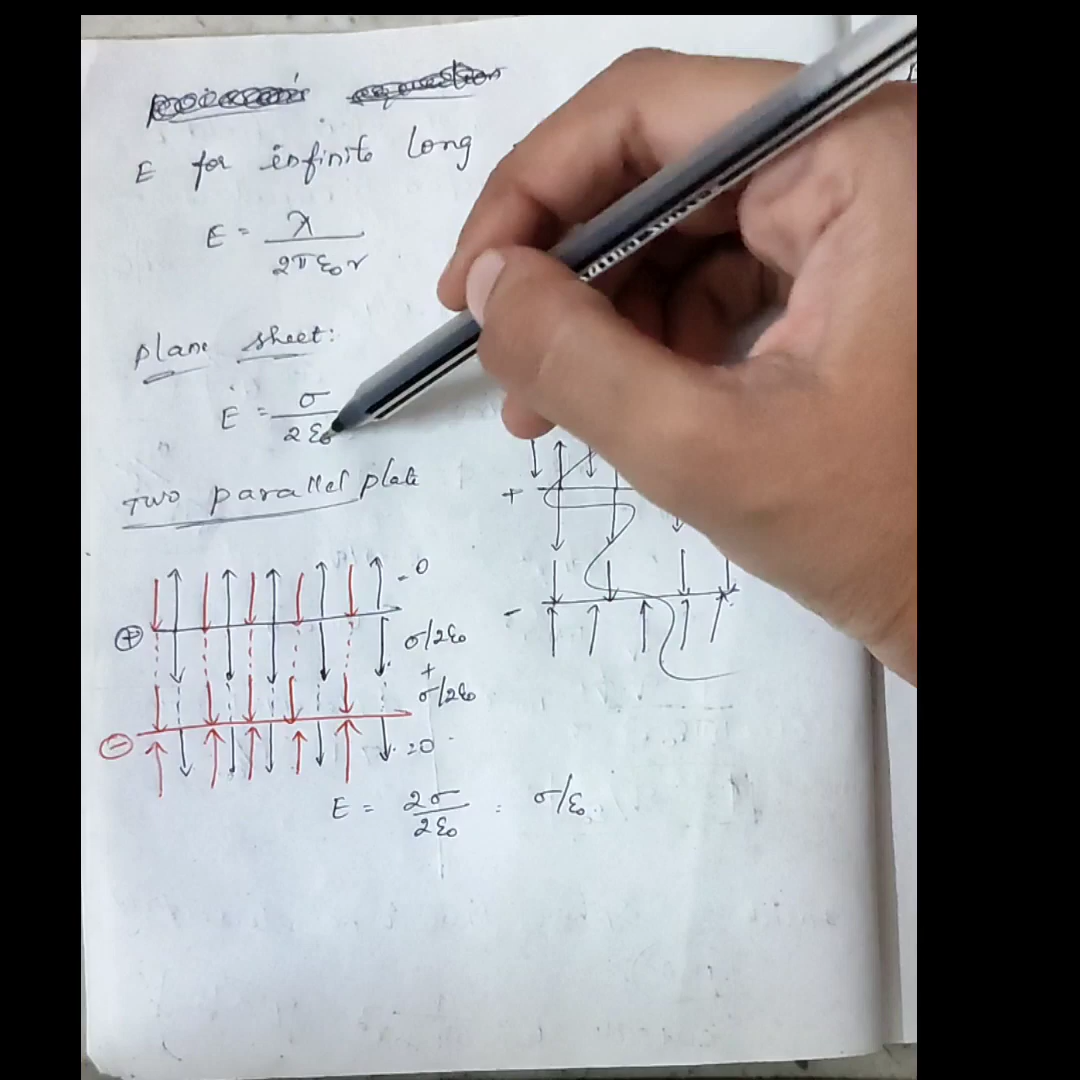 E for infinite long
E = λ / 2πε₀r
plane sheet:
E = σ / 2ε₀
TWO parallel plate
- 0
+
σ/2ε₀
+
σ/2ε₀
-
= 0
E = 2σ / 2ε₀ = σ/ε₀
+
-